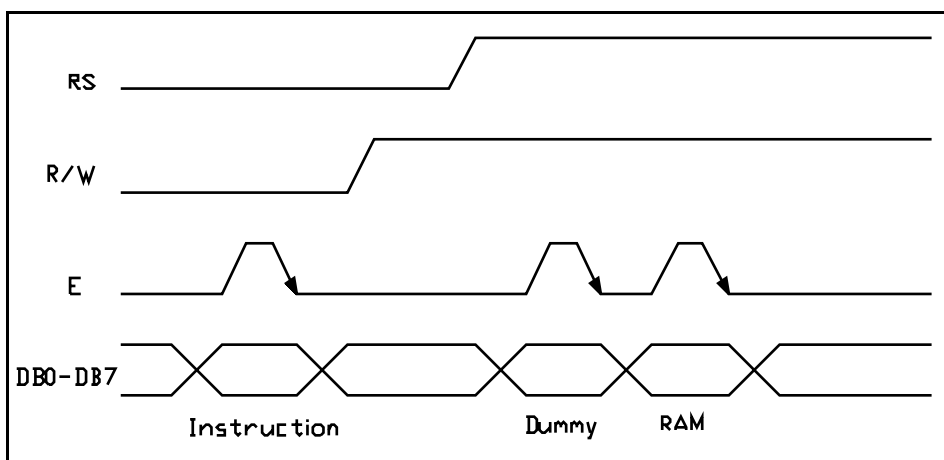 RS
R/W
E
DB0-DB7
Instruction Dummy RAM